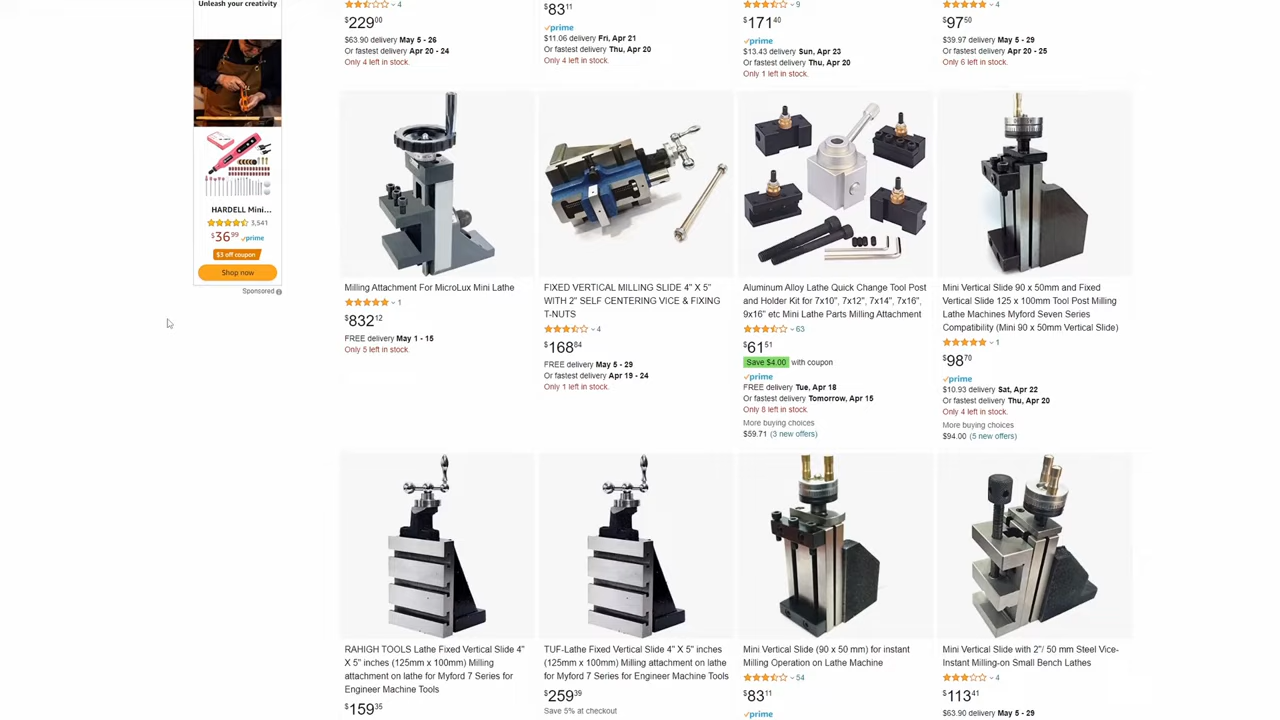 Unleash your creativity
HARDELL Mini...
3,541
$36.99 prime
$3 off coupon
Shop now
Sponsored
4
$229.00
$63.90 delivery May 5 - 26
Or fastest delivery Apr 20 - 24
Only 4 left in stock.
$83.11
prime
$11.06 delivery Fri, Apr 21
Or fastest delivery Thu, Apr 20
Only 4 left in stock.
9
$171.40
prime
$13.43 delivery Sun, Apr 23
Or fastest delivery Thu, Apr 20
Only 1 left in stock.
4
$97.50
$39.97 delivery May 5 - 29
Or fastest delivery Apr 20 - 25
Only 6 left in stock.
Milling Attachment For MicroLux Mini Lathe
1
$832.12
FREE delivery May 1 - 15
Only 5 left in stock.
FIXED VERTICAL MILLING SLIDE 4" X 5"
WITH 2" SELF CENTERING VICE & FIXING
T-NUTS
4
$168.84
FREE delivery May 5 - 29
Or fastest delivery Apr 19 - 24
Only 1 left in stock.
Aluminum Alloy Lathe Quick Change Tool Post
and Holder Kit for 7x10", 7x12", 7x14", 7x16",
9x16" etc Mini Lathe Parts Milling Attachment
63
$61.51
Save $4.00 with coupon
prime
FREE delivery Tue, Apr 18
Or fastest delivery Tomorrow, Apr 15
Only 8 left in stock.
More buying choices
$59.71 (3 new offers)
Mini Vertical Slide 90 x 50mm and Fixed
Vertical Slide 125 x 100mm Tool Post Milling
Lathe Machines Myford Seven Series
Compatibility (Mini 90 x 50mm Vertical Slide)
1
$98.70
prime
$10.93 delivery Sat, Apr 22
Or fastest delivery Thu, Apr 20
Only 4 left in stock.
More buying choices
$94.00 (5 new offers)
RAHIGH TOOLS Lathe Fixed Vertical Slide 4"
X 5" inches (125mm x 100mm) Milling
attachment on lathe for Myford 7 Series for
Engineer Machine Tools
$159.35
TUF-Lathe Fixed Vertical Slide 4" X 5" inches
(125mm x 100mm) Milling attachment on lathe
for Myford 7 Series for Engineer Machine Tools
$259.39
Save 5% at checkout
Mini Vertical Slide (90 x 50 mm) for instant
Milling Operation on Lathe Machine
54
$83.11
prime
Mini Vertical Slide with 2"/ 50 mm Steel Vice-
Instant Milling-on Small Bench Lathes
4
$113.41
$63.90 delivery May 5 - 29